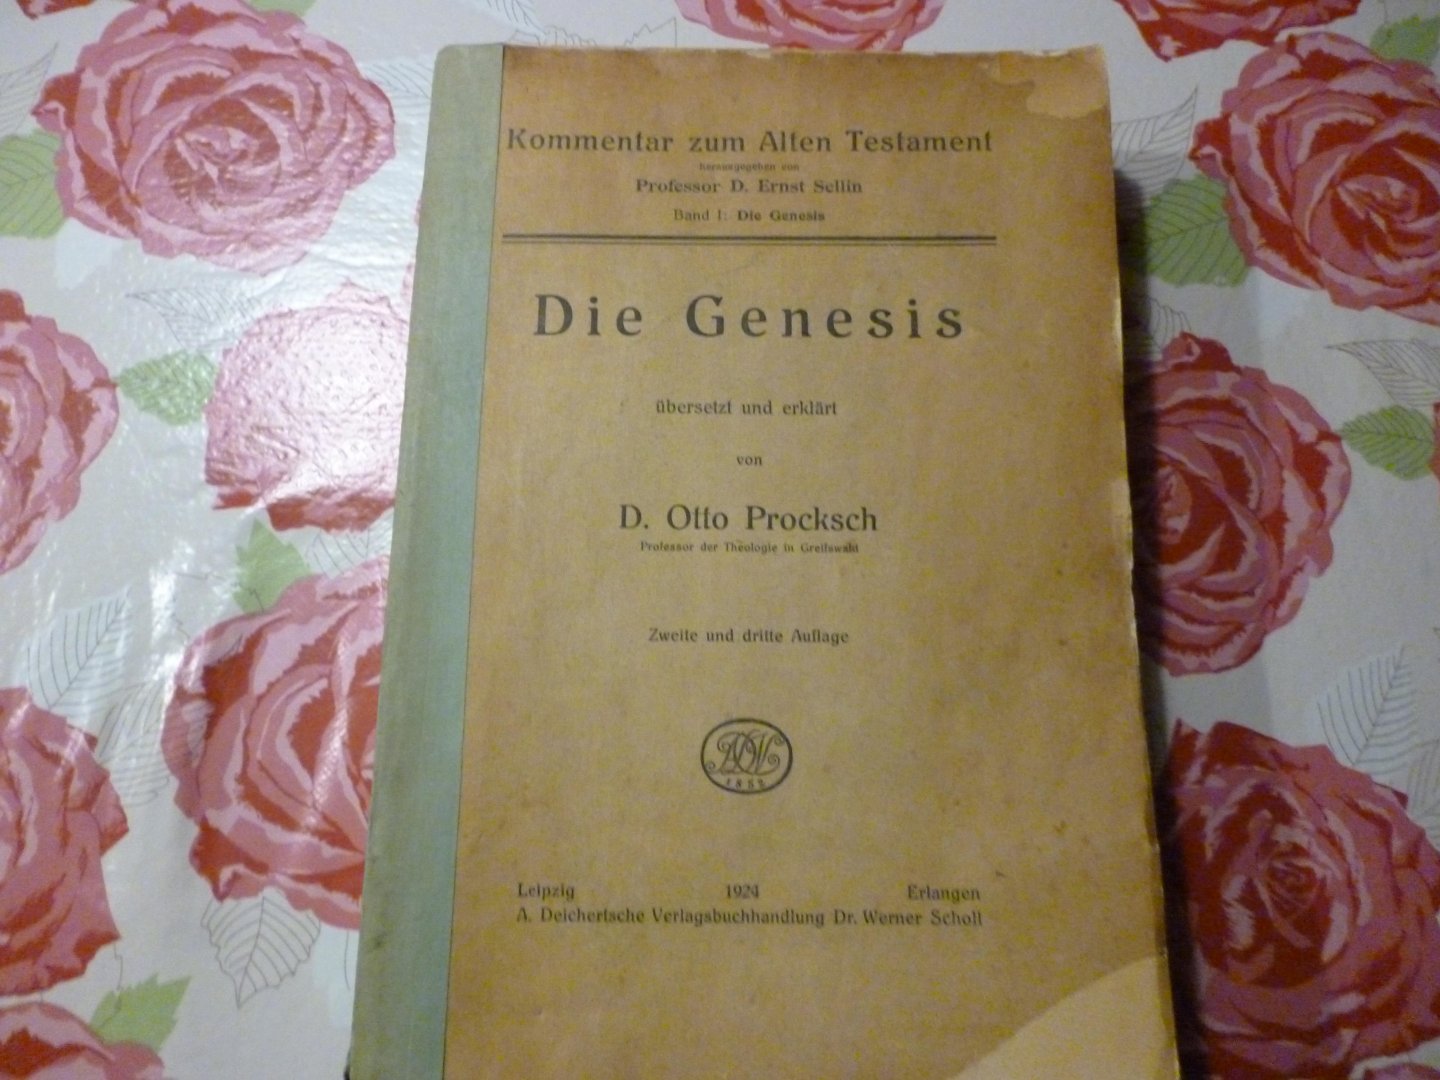 Kommentar zum Alten Testament
herausgegeben von
Professor D. Ernst Sellin
Band I: Die Genesis
Die Genesis
übersetzt und erklärt
von
D. Otto Procksch
Professor der Theologie in Greifswald
Zweite und dritte Auflage
1852
Leipzig 1924 Erlangen
A. Deichertsche Verlagsbuchhandlung Dr. Werner Scholl